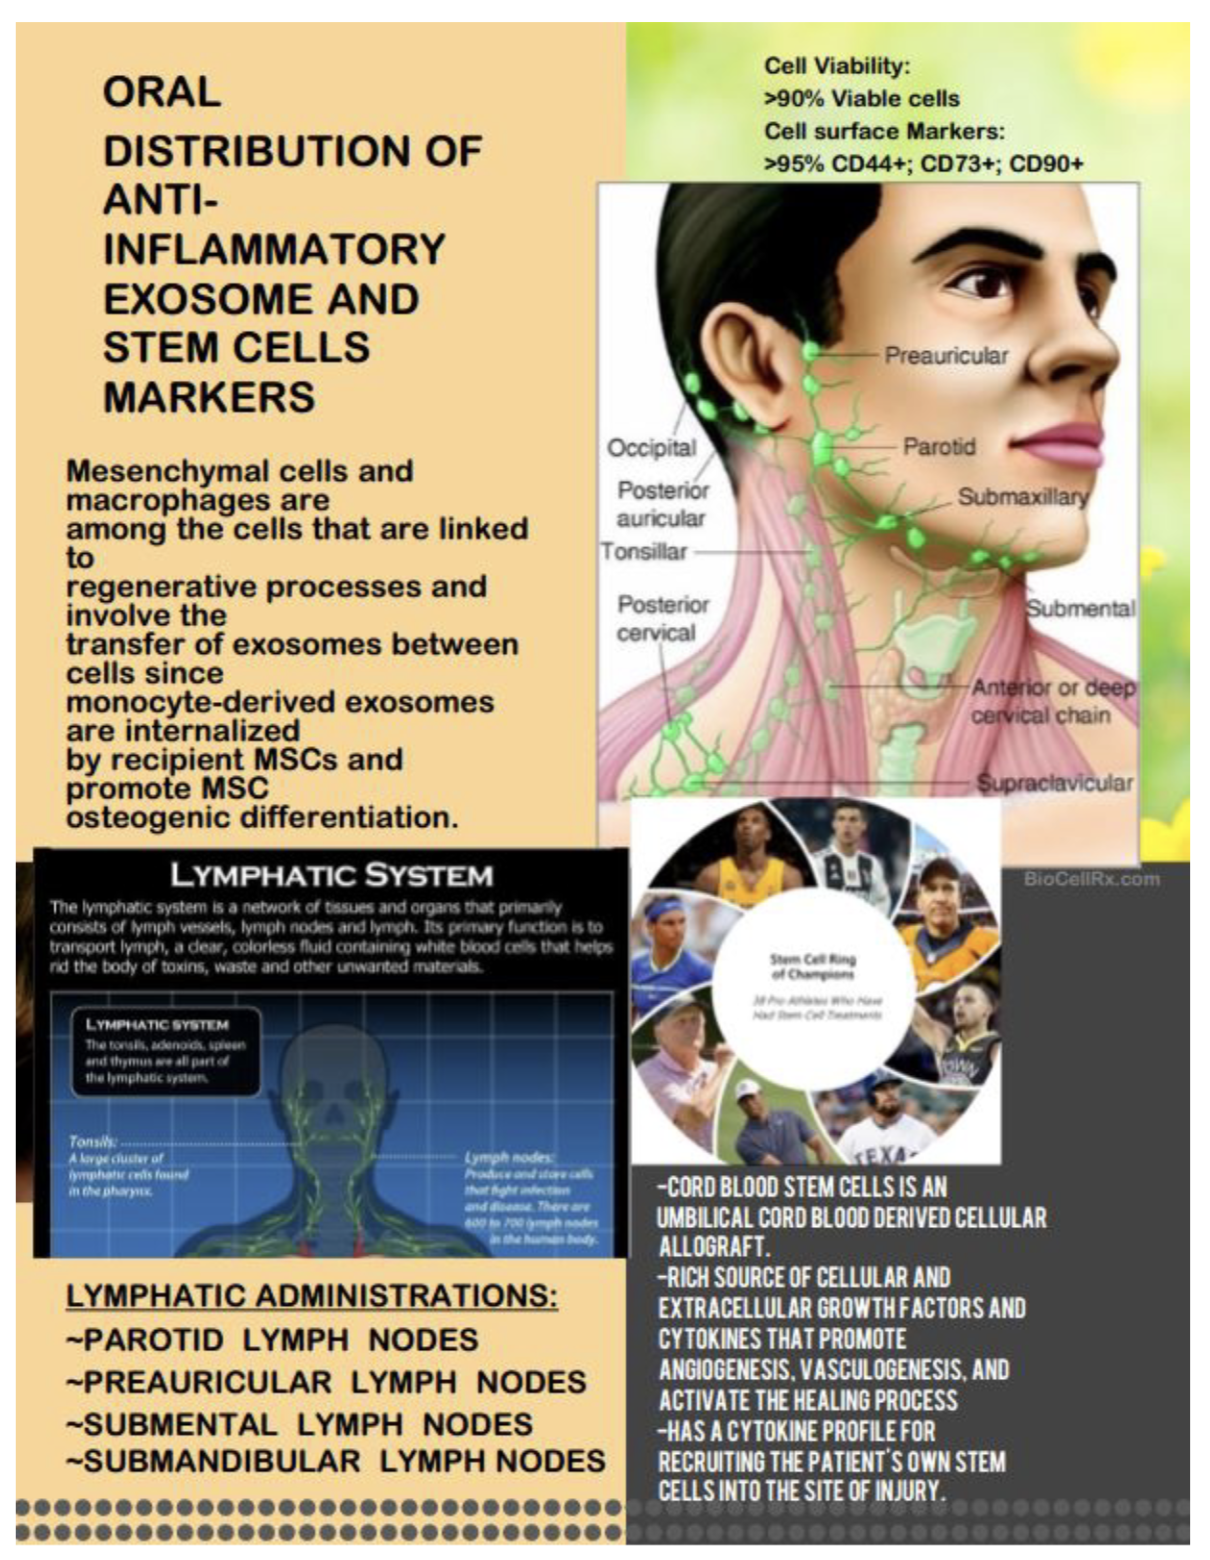 ORAL
DISTRIBUTION OF
ANTI-
INFLAMMATORY
EXOSOME AND
STEM CELLS
MARKERS
Mesenchymal cells and
macrophages are
among the cells that are linked
to
regenerative processes and
involve the
transfer of exosomes between
cells since
monocyte-derived exosomes
are internalized
by recipient MSCs and
promote MSC
osteogenic differentiation.
Cell Viability:
>90% Viable cells
Cell surface Markers:
>95% CD44+; CD73+; CD90+
Preauricular
Occipital
Parotid
Posterior
auricular
Submaxillary
Tonsillar
Posterior
cervical
Submental
Anterior or deep
cervical chain
Supraclavicular
BioCellRx.com
LYMPHATIC SYSTEM
The lymphatic system is a network of tissues and organs that primarily
consists of lymph vessels, lymph nodes and lymph. Its primary function is to
transport lymph, a clear, colorless fluid containing white blood cells that helps
rid the body of toxins, waste and other unwanted materials.
LYMPHATIC SYSTEM
The tonsils, adenoids, spleen
and thymus are all part of
the lymphatic system.
Tonsils:
A large cluster of
lymphatic cells found
in the pharynx.
Lymph nodes:
Produce and store cells
that fight infection
and disease. There are
600 to 700 lymph nodes
in the human body.
Stem Cell Ring
of Champions
Pro Athletes Who Have
Had Stem Cell Treatments
TEXA
LYMPHATIC ADMINISTRATIONS:
~PAROTID LYMPH NODES
~PREAURICULAR LYMPH NODES
~SUBMENTAL LYMPH NODES
~SUBMANDIBULAR LYMPH NODES
-CORD BLOOD STEM CELLS IS AN
UMBILICAL CORD BLOOD DERIVED CELLULAR
ALLOGRAFT.
-RICH SOURCE OF CELLULAR AND
EXTRACELLULAR GROWTH FACTORS AND
CYTOKINES THAT PROMOTE
ANGIOGENESIS, VASCULOGENESIS, AND
ACTIVATE THE HEALING PROCESS
-HAS A CYTOKINE PROFILE FOR
RECRUITING THE PATIENT'S OWN STEM
CELLS INTO THE SITE OF INJURY.